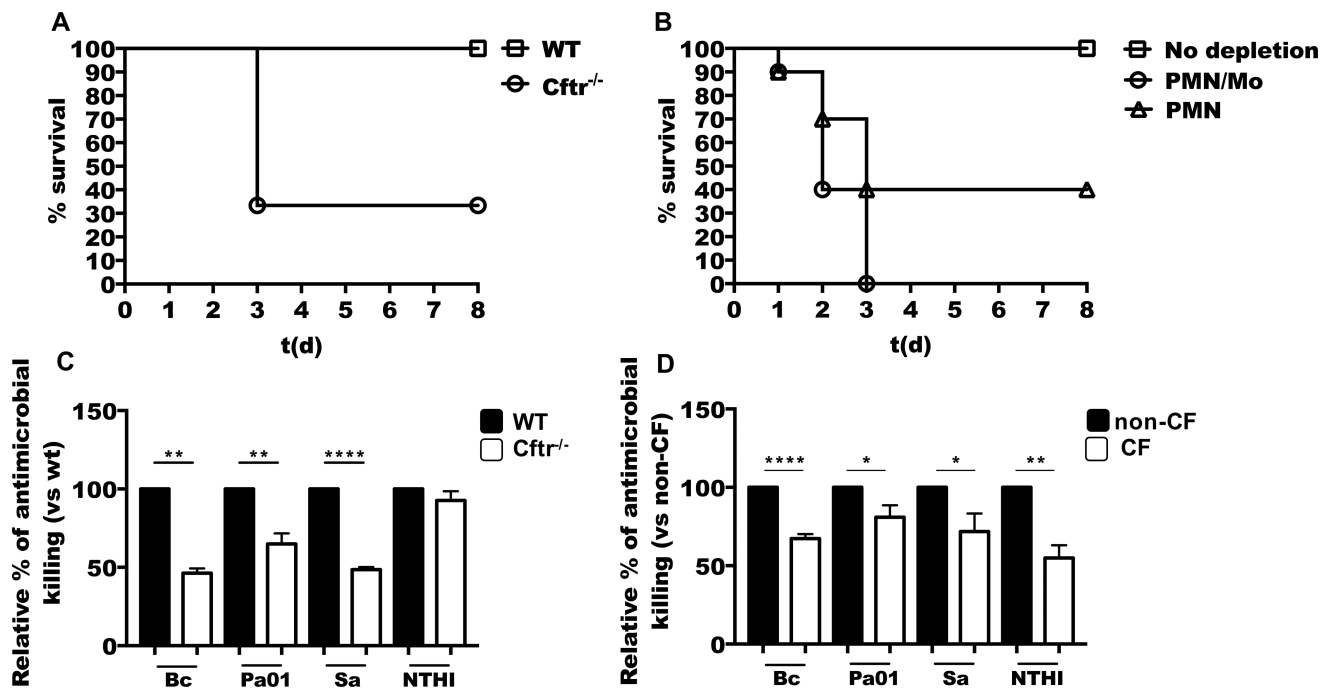 A
% survival
100
90
80
70
60
50
40
30
20
10
0
0 1 2 3 4 5 6 7 8
t(d)
WT
Cftr-/-
B
% survival
100
90
80
70
60
50
40
30
20
10
0
0 1 2 3 4 5 6 7 8
t(d)
No depletion
PMN/Mo
PMN
C
Relative % of antimicrobial
killing (vs wt)
150
100
50
0
** ** ****
Bc Pa01 Sa NTHI
WT
Cftr-/-
D
Relative % of antimicrobial
killing (vs non-CF)
150
100
50
0
**** * * **
Bc Pa01 Sa NTHI
non-CF
CF